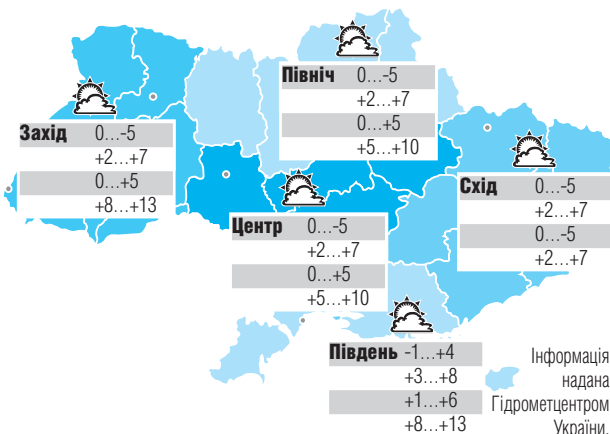 Північ 0...-5
+2...+7
0...+5
+5...+10
Захід 0...-5
+2...+7
0...+5
+8...+13
Схід 0...-5
+2...+7
0...-5
+2...+7
Центр 0...-5
+2...+7
0...+5
+5...+10
Південь -1...+4
+3...+8
+1...+6
+8...+13
Інформація
надана
Гідрометцентром
України.